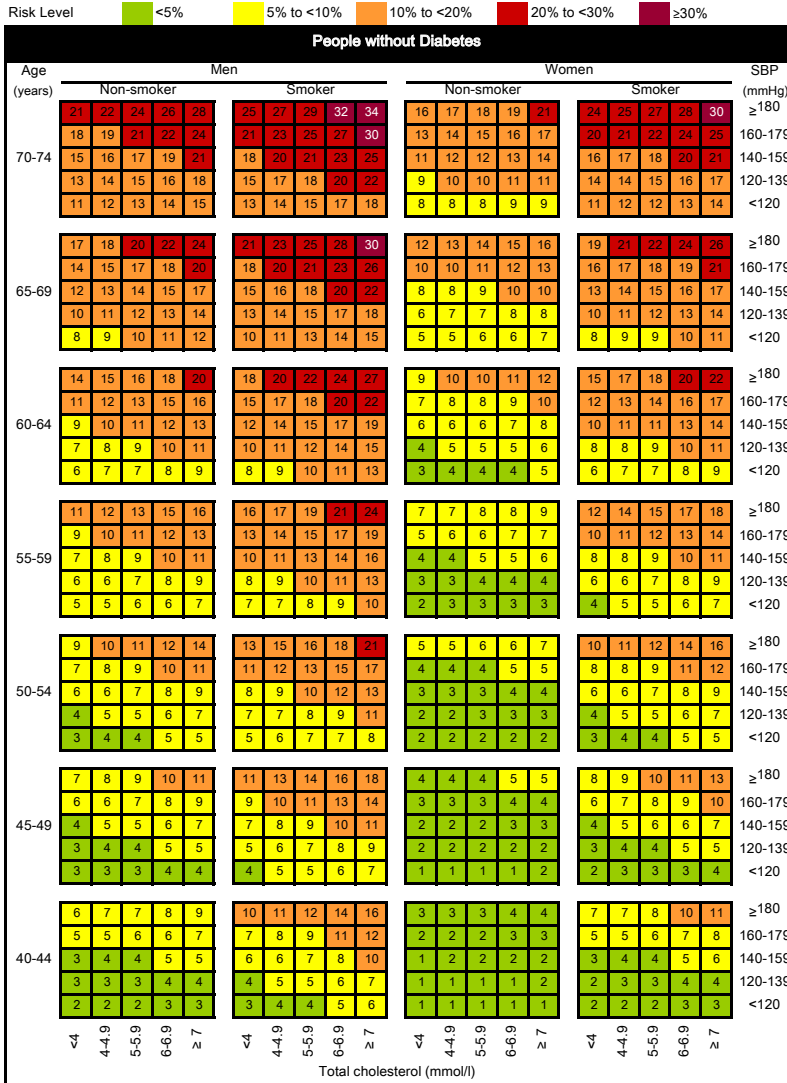 Risk Level <5% 5% to <10% 10% to <20% 20% to <30% ≥30%
People without Diabetes
Age Men Women SBP
(years) Non-smoker Smoker Non-smoker Smoker (mmHg)
21 22 24 26 28 25 27 29 32 34 16 17 18 19 21 24 25 27 28 30 ≥180
18 19 21 22 24 21 23 25 27 30 13 14 15 16 17 20 21 22 24 25 160-179
70-74 15 16 17 19 21 18 20 21 23 25 11 12 12 13 14 16 17 18 20 21 140-159
13 14 15 16 18 15 17 18 20 22 9 10 10 11 11 14 14 15 16 17 120-139
11 12 13 14 15 13 14 15 17 18 8 8 8 9 9 11 12 12 13 14 <120
17 18 20 22 24 21 23 25 28 30 12 13 14 15 16 19 21 22 24 26 ≥180
14 15 17 18 20 18 20 21 23 26 10 10 11 12 13 16 17 18 19 21 160-179
65-69 12 13 14 15 17 15 16 18 20 22 8 8 9 10 10 13 14 15 16 17 140-159
10 11 12 13 14 12 13 15 17 18 6 7 7 8 8 10 11 12 13 14 120-139
8 9 10 11 12 10 11 13 14 15 5 5 6 6 7 8 9 9 10 11 <120
14 15 16 18 20 18 20 22 24 27 9 10 10 11 12 15 17 18 20 22 ≥180
11 12 13 15 16 15 17 18 20 22 7 8 8 9 10 12 13 14 16 17 160-179
60-64 9 10 11 12 13 12 14 15 17 19 6 6 6 7 8 10 11 11 13 14 140-159
7 8 9 10 11 10 11 12 14 15 4 5 5 5 6 8 8 9 10 11 120-139
6 7 7 8 9 8 9 10 11 13 3 4 4 4 5 6 7 7 8 9 <120
11 12 13 15 16 16 17 19 21 24 7 7 8 8 9 12 14 15 17 18 ≥180
9 10 11 12 13 13 14 15 17 19 5 6 6 7 7 10 11 12 13 14 160-179
55-59 7 8 9 10 11 10 11 13 14 16 4 4 5 5 6 8 8 9 10 11 140-159
6 6 7 8 9 8 9 10 11 13 3 3 4 4 4 6 6 7 8 9 120-139
5 5 6 6 7 7 7 8 9 10 2 3 3 3 3 4 5 5 6 7 <120
9 10 11 12 14 13 15 16 18 21 5 5 6 6 7 10 11 12 14 16 ≥180
7 8 9 10 11 11 12 13 15 17 4 4 4 5 5 8 8 9 11 12 160-179
50-54 6 6 7 8 9 8 9 10 12 13 3 3 3 4 4 6 6 7 8 9 140-159
4 5 5 6 7 7 7 8 9 11 2 2 3 3 3 4 5 5 6 7 120-139
3 4 4 5 5 5 6 7 7 8 2 2 2 2 2 3 4 4 5 5 <120
7 8 9 10 11 11 13 14 16 18 4 4 4 5 5 8 9 10 11 13 ≥180
6 6 7 8 9 9 10 11 13 14 3 3 3 4 4 6 7 8 9 10 160-179
45-49 4 5 5 6 7 7 8 9 10 11 2 2 2 3 3 4 5 6 6 7 140-159
3 4 4 5 5 5 6 7 8 9 2 2 2 2 2 3 4 4 5 5 120-139
3 3 3 4 4 4 5 5 6 7 1 1 1 1 2 2 3 3 3 4 <120
6 7 7 8 9 10 11 12 14 16 3 3 3 4 4 7 7 8 10 11 ≥180
5 5 6 6 7 7 8 9 11 12 2 2 2 3 3 5 5 6 7 8 160-179
40-44 3 4 4 5 5 6 6 7 8 10 1 2 2 2 2 3 4 4 5 6 140-159
3 3 3 4 4 4 5 5 6 7 1 1 1 1 2 2 3 3 4 4 120-139
2 2 2 3 3 3 4 4 5 6 1 1 1 1 1 2 2 2 3 3 <120
<4 4-4.9 5-5.9 6-6.9 ≥ 7 <4 4-4.9 5-5.9 6-6.9 ≥ 7 <4 4-4.9 5-5.9 6-6.9 ≥ 7 <4 4-4.9 5-5.9 6-6.9 ≥ 7
Total cholesterol (mmol/l)